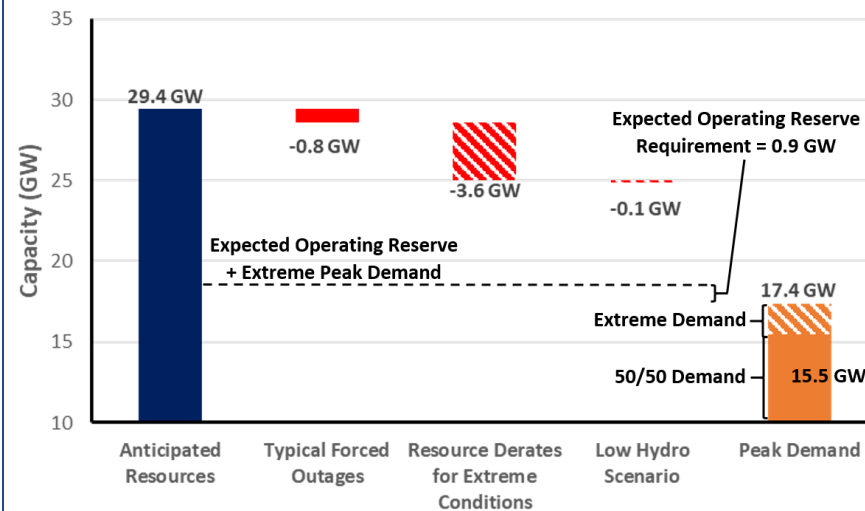 35
30
25
20
15
10
Capacity (GW)
29.4 GW
-0.8 GW
-3.6 GW
-0.1 GW
Expected Operating Reserve
Requirement = 0.9 GW
Expected Operating Reserve
+ Extreme Peak Demand
17.4 GW
Extreme Demand
50/50 Demand
15.5 GW
Anticipated
Resources
Typical Forced
Outages
Resource Derates
for Extreme
Conditions
Low Hydro
Scenario
Peak Demand